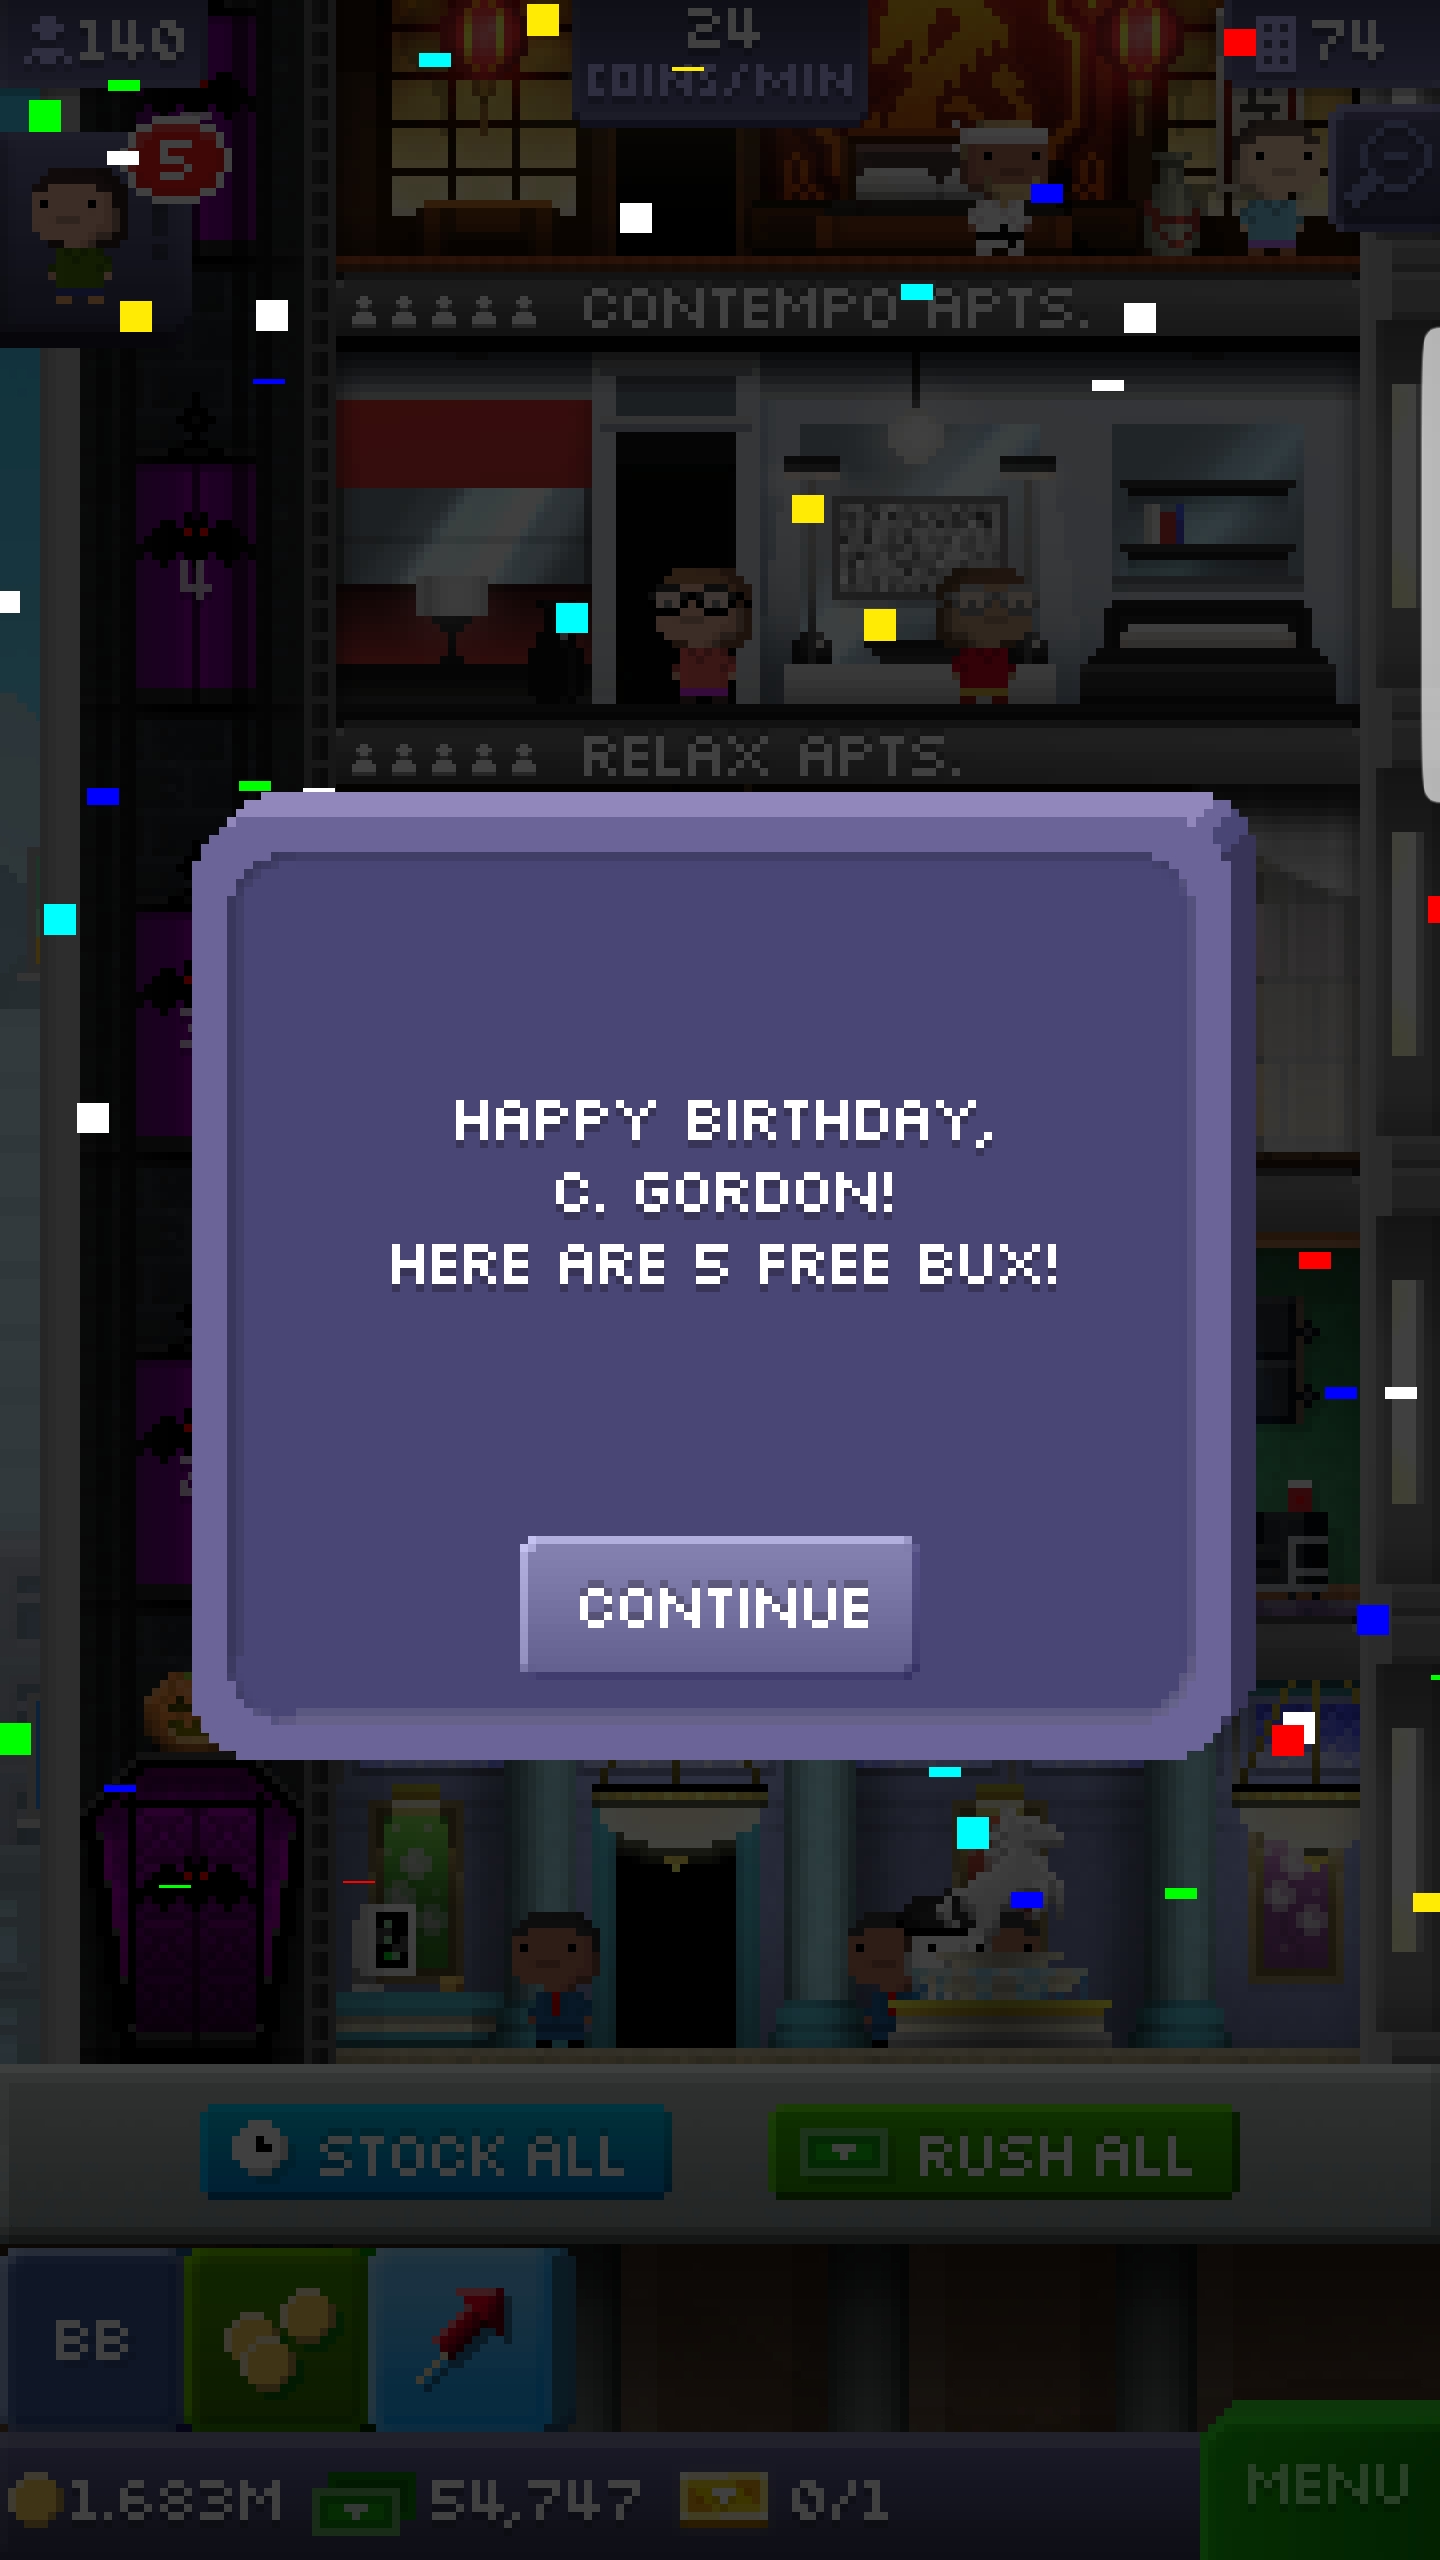 140
24
COINS/MIN
74
5
CONTEMPO APTS.
4
RELAX APTS.
HAPPY BIRTHDAY,
C. GORDON!
HERE ARE 5 FREE BUX!
CONTINUE
STOCK ALL
RUSH ALL
BB
1.683M
54,747
0/1
MENU